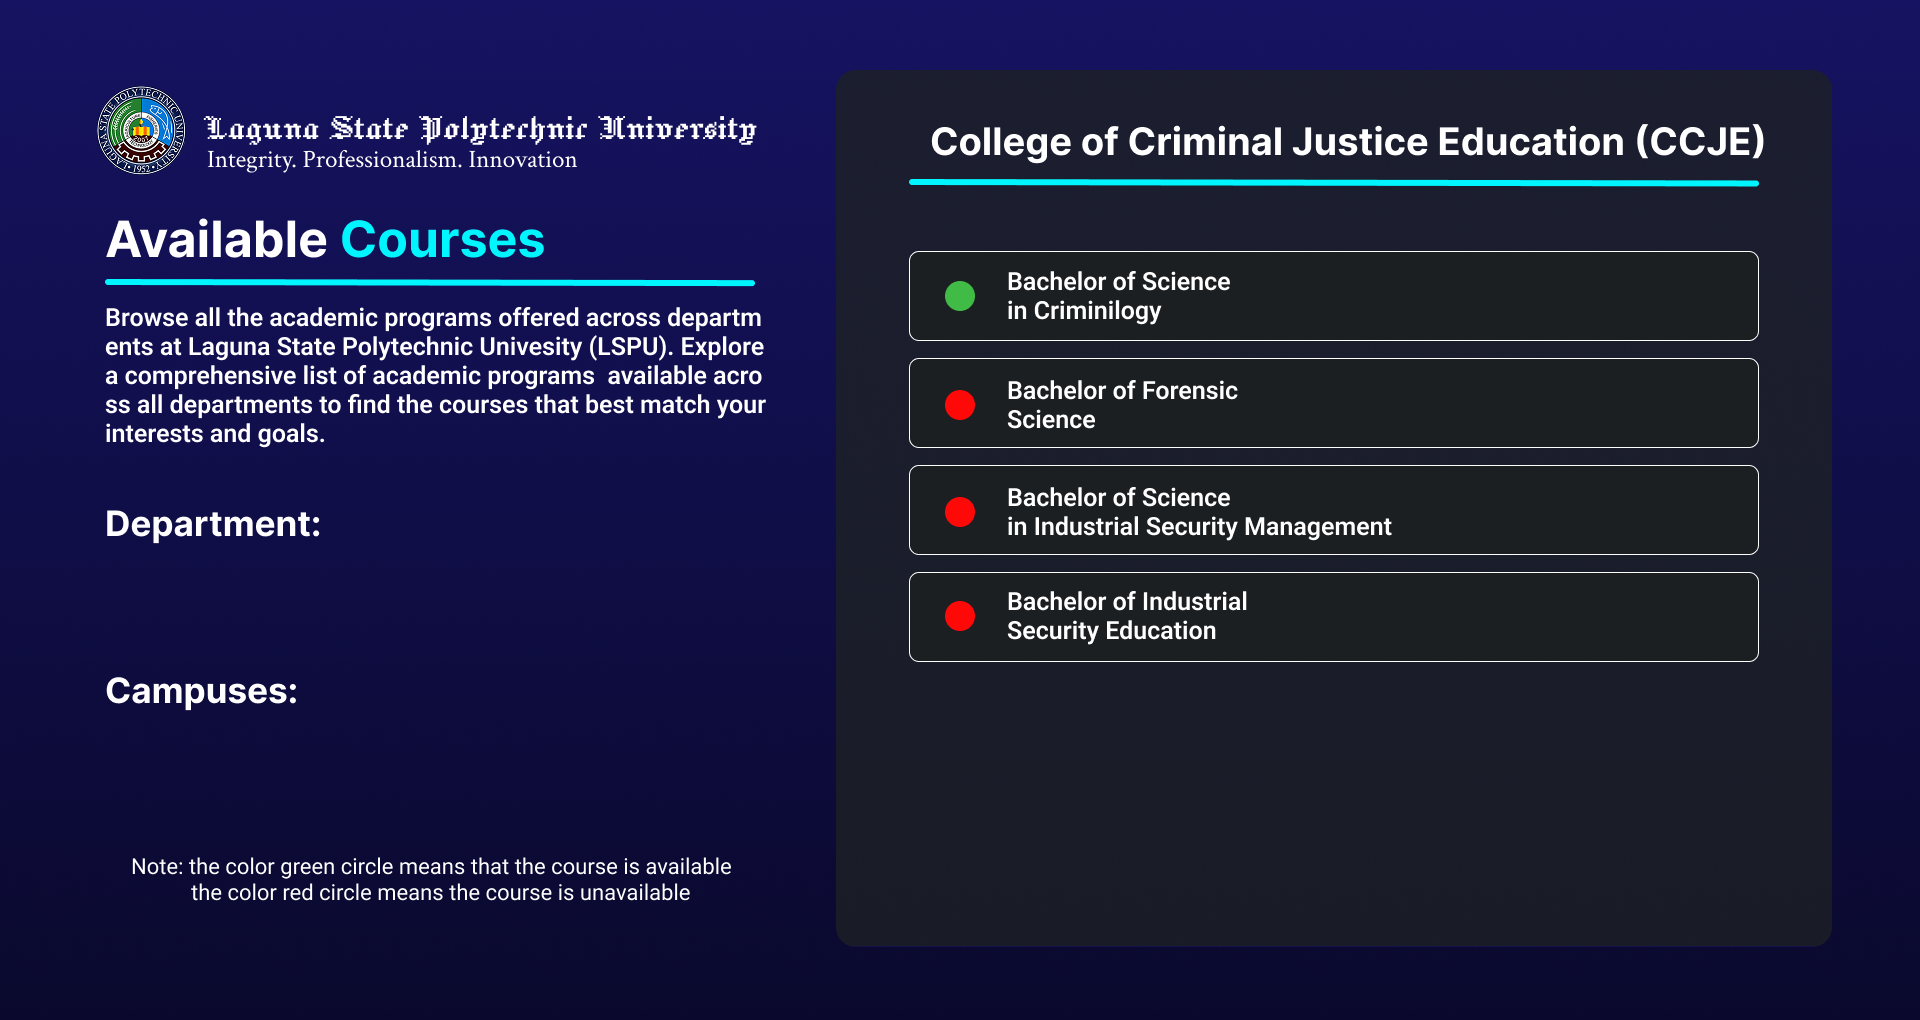 LAGUNA STATE POLYTECHNIC UNIVERSITY
1952
Laguna State Polytechnic University
Integrity. Professionalism. Innovation
Available Courses
Browse all the academic programs offered across departm
ents at Laguna State Polytechnic Univesity (LSPU). Explore
a comprehensive list of academic programs  available acro
ss all departments to find the courses that best match your
interests and goals.
Department:
Campuses:
Note: the color green circle means that the course is available
the color red circle means the course is unavailable
College of Criminal Justice Education (CCJE)
Bachelor of Science
in Criminilogy
Bachelor of Forensic
Science
Bachelor of Science
in Industrial Security Management
Bachelor of Industrial
Security Education